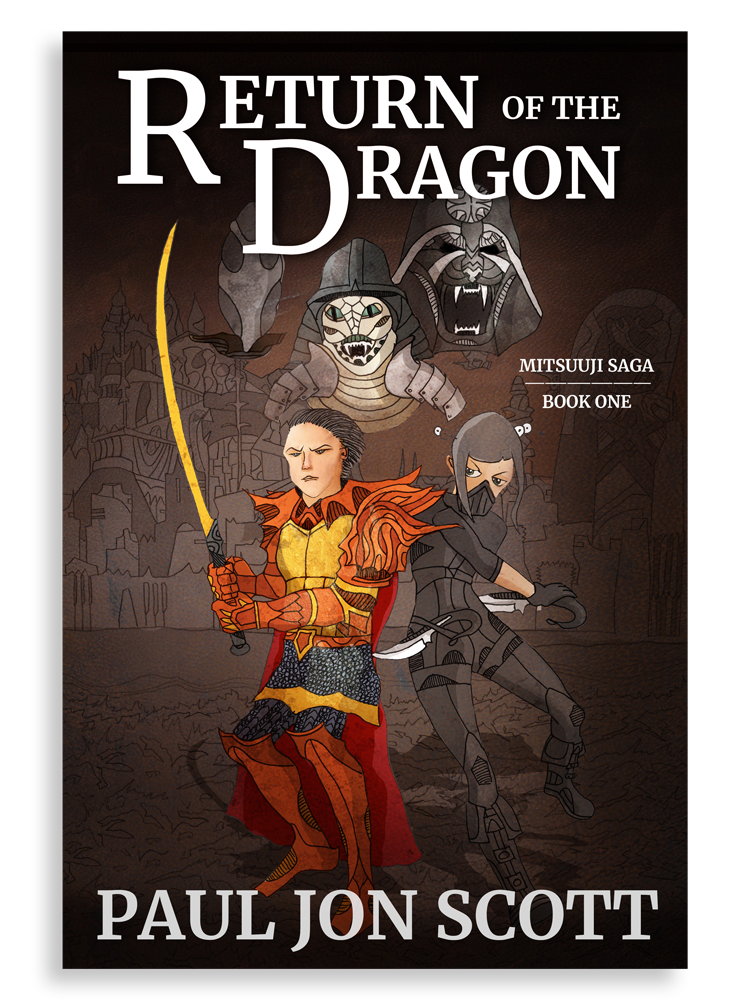 RETURN OF THE
DRAGON
MITSUUJI SAGA
BOOK ONE
PAUL JON SCOTT